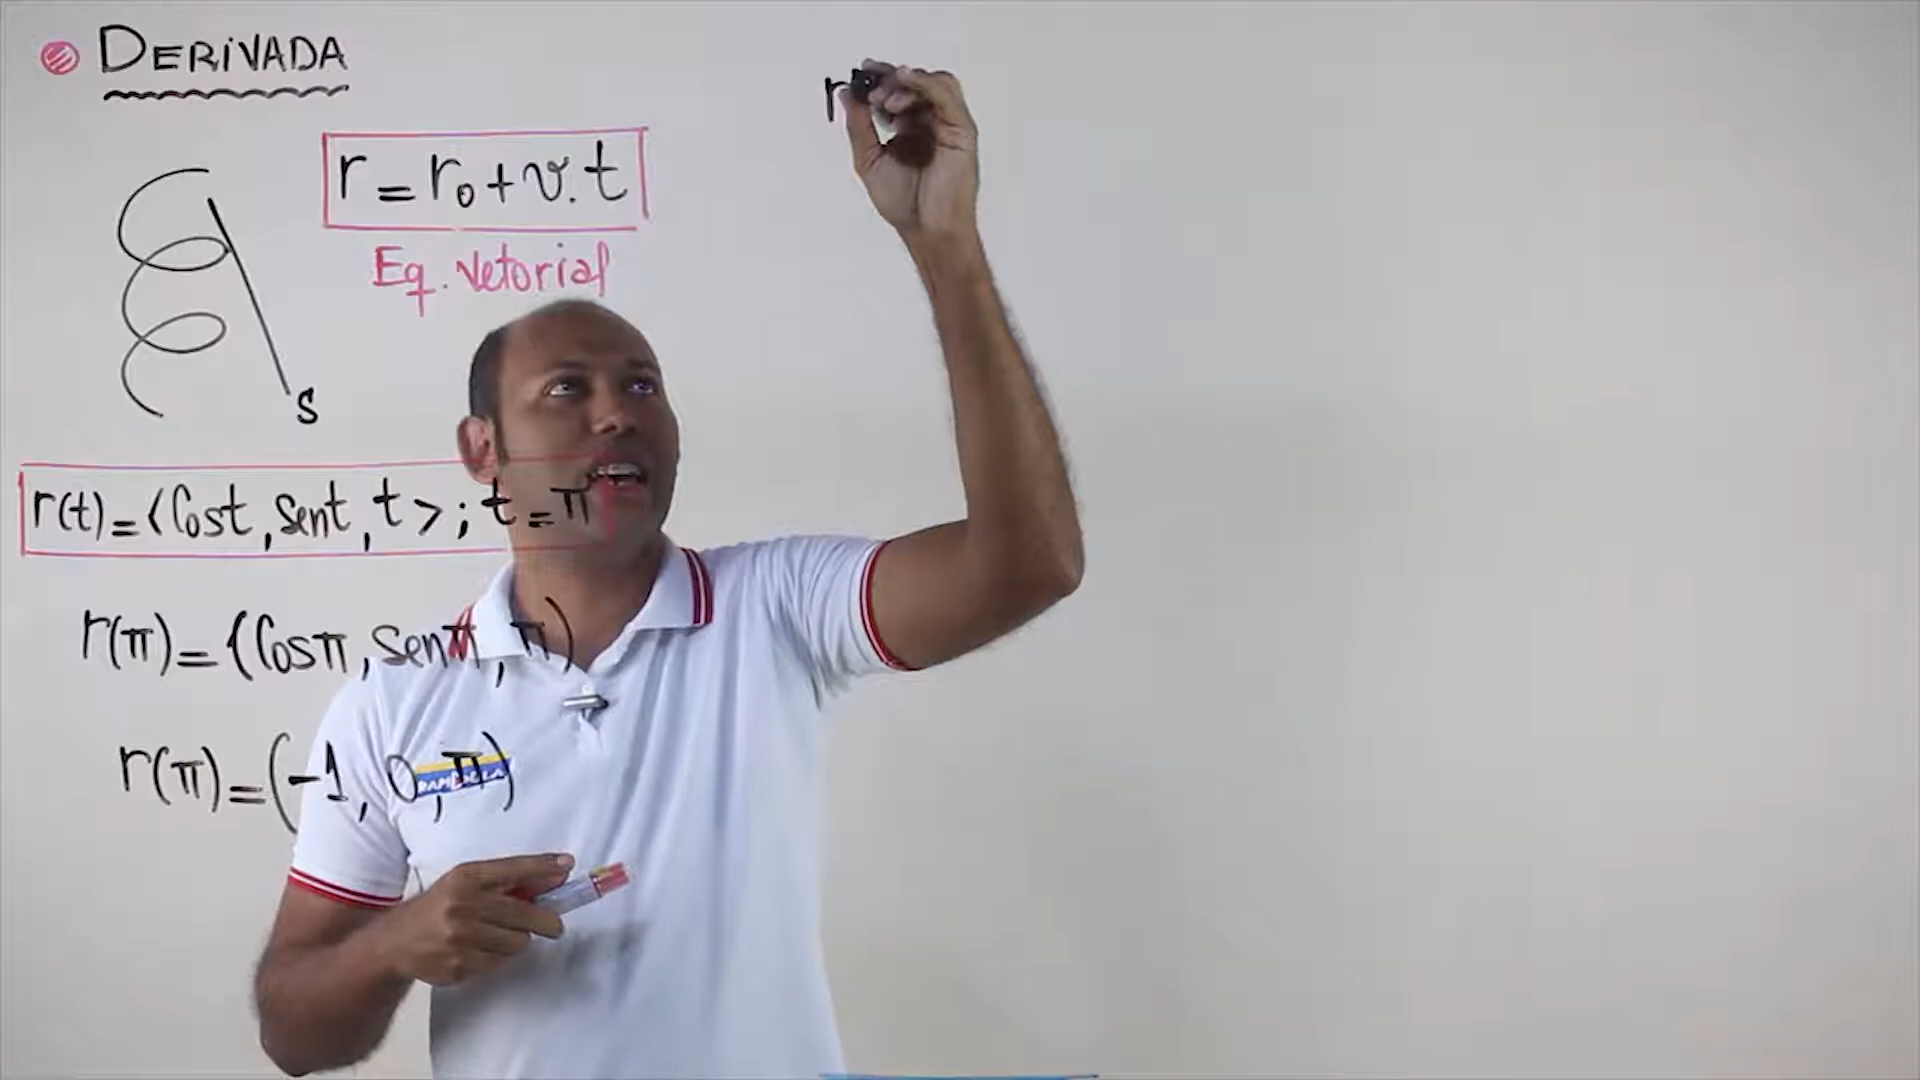 DERIVADA
r = r₀ + v . t
Eq. Vetorial
s
r(t) = ⟨Cost, sent, t⟩ ; t = π
r(π) = (Cosπ, senπ, π)
r(π) = (-1, 0, π)
r